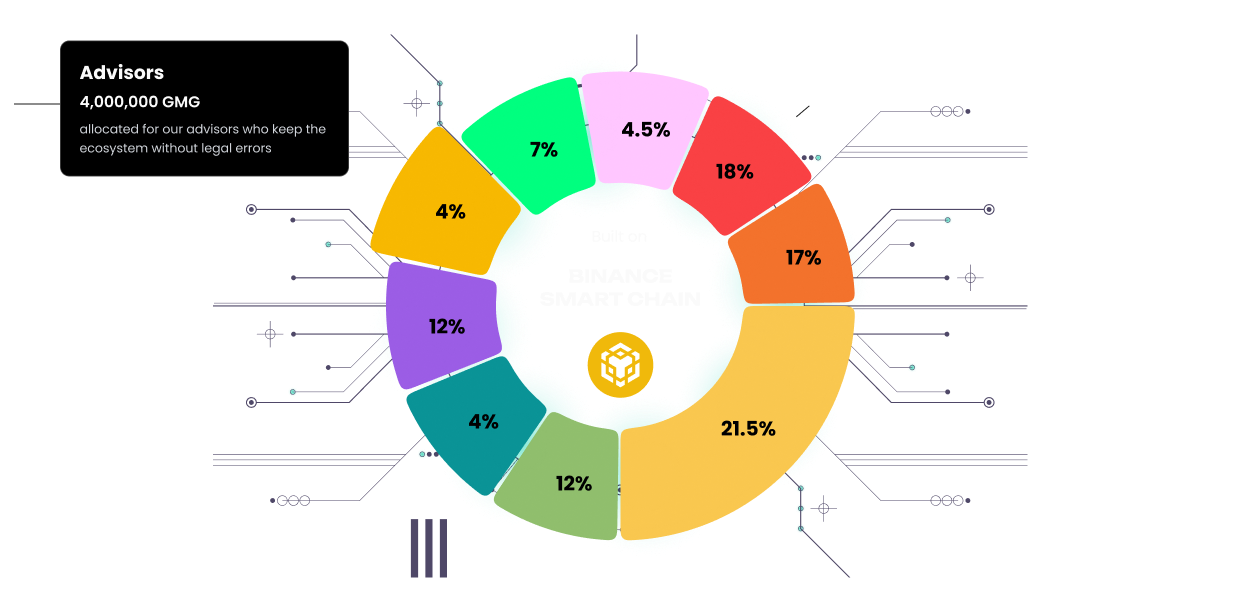 Advisors
4,000,000 GMG
allocated for our advisors who keep the
ecosystem without legal errors
4.5%
7%
18%
4%
17%
Built on
BINANCE
SMART CHAIN
12%
4%
21.5%
12%